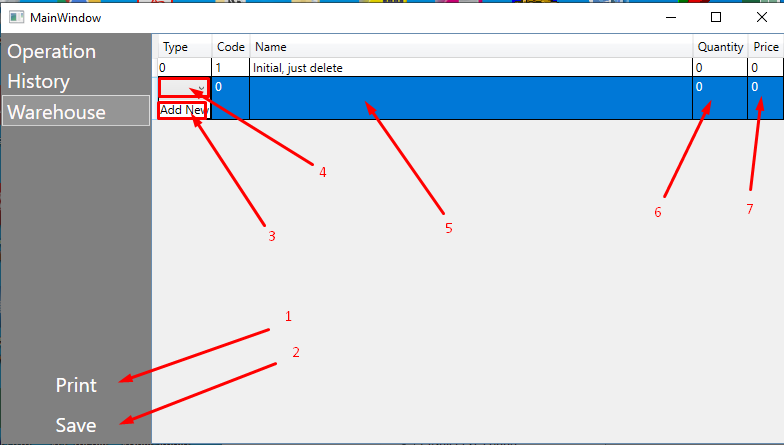 MainWindow
Operation
History
Warehouse
Type Code Name Quantity Price
0 1 Initial, just delete 0 0
0 0 0
Add New
4
3
5
6
7
1
2
Print
Save